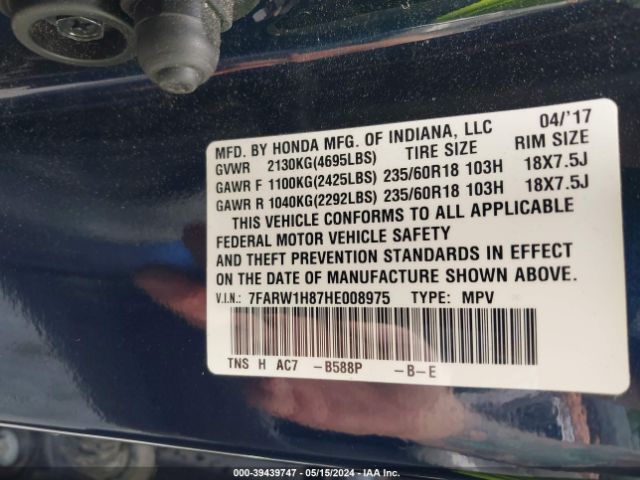 MFD. BY HONDA MFG. OF INDIANA, LLC 04/'17
GVWR 2130KG(4695LBS) TIRE SIZE RIM SIZE
GAWR F 1100KG(2425LBS) 235/60R18 103H 18X7.5J
GAWR R 1040KG(2292LBS) 235/60R18 103H 18X7.5J
THIS VEHICLE CONFORMS TO ALL APPLICABLE
FEDERAL MOTOR VEHICLE SAFETY
AND THEFT PREVENTION STANDARDS IN EFFECT
ON THE DATE OF MANUFACTURE SHOWN ABOVE.
V.I.N.: 7FARW1H87HE008975 TYPE: MPV
TNS H AC7 -B588P -B-E
000-39439747 - 05/15/2024 - IAA Inc.